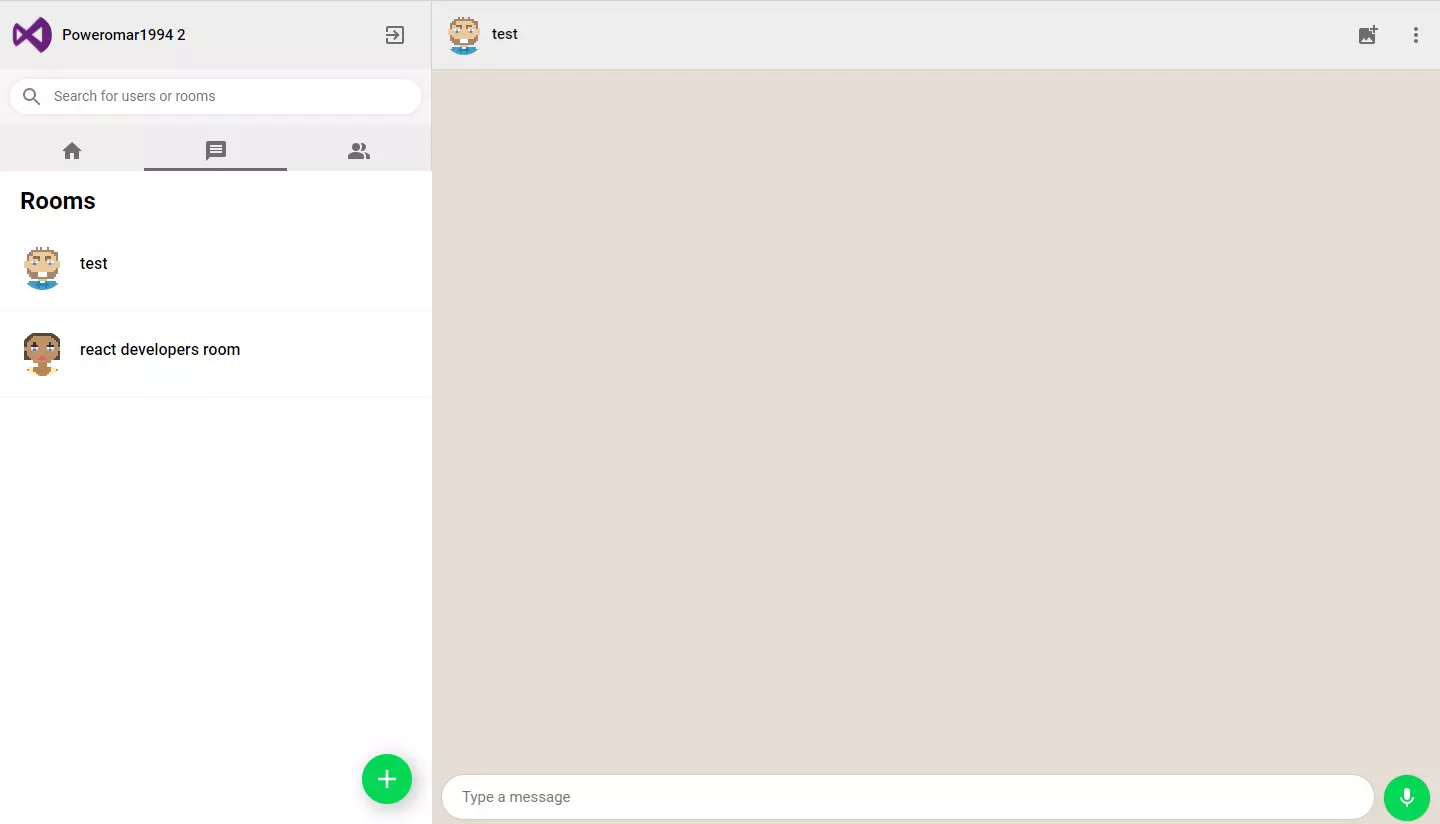 Poweromar1994 2
Search for users or rooms
Rooms
test
react developers room
test
Type a message